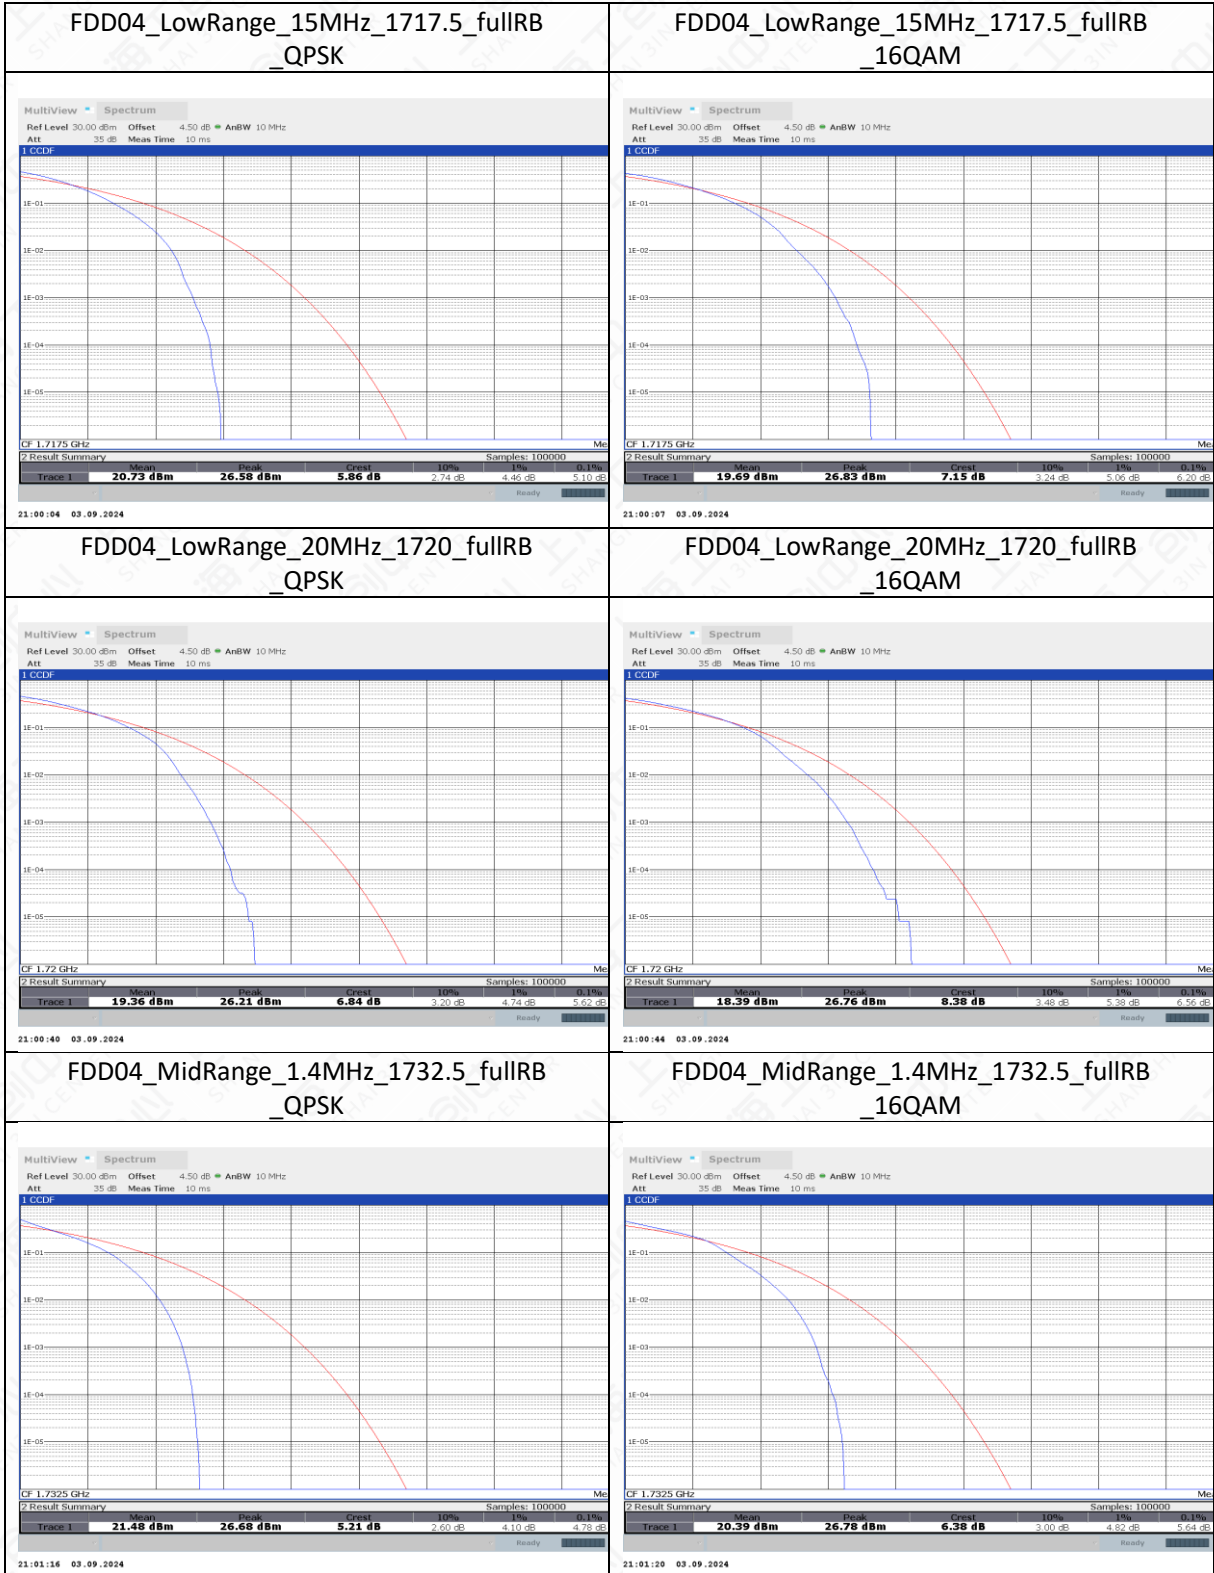 FDD04_LowRange_15MHz_1717.5_fullRB
_QPSK
FDD04_LowRange_15MHz_1717.5_fullRB
_16QAM
MultiView Spectrum
Ref Level 30.00 dBm Offset 4.50 dB AnBW 10 MHz
Att 35 dB Meas Time 10 ms
1 CCDF
1E-01
1E-02
1E-03
1E-04
1E-05
CF 1.7175 GHz Me
2 Result Summary Samples: 100000
Mean Peak Crest 10% 1% 0.1%
Trace 1 20.73 dBm 26.58 dBm 5.86 dB 2.74 dB 4.46 dB 5.10 dB
Ready
21:00:04 03.09.2024
MultiView Spectrum
Ref Level 30.00 dBm Offset 4.50 dB AnBW 10 MHz
Att 35 dB Meas Time 10 ms
1 CCDF
1E-01
1E-02
1E-03
1E-04
1E-05
CF 1.7175 GHz Me
2 Result Summary Samples: 100000
Mean Peak Crest 10% 1% 0.1%
Trace 1 19.69 dBm 26.83 dBm 7.15 dB 3.24 dB 5.06 dB 6.20 dB
Ready
21:00:07 03.09.2024
FDD04_LowRange_20MHz_1720_fullRB
_QPSK
FDD04_LowRange_20MHz_1720_fullRB
_16QAM
MultiView Spectrum
Ref Level 30.00 dBm Offset 4.50 dB AnBW 10 MHz
Att 35 dB Meas Time 10 ms
1 CCDF
1E-01
1E-02
1E-03
1E-04
1E-05
CF 1.72 GHz Me
2 Result Summary Samples: 100000
Mean Peak Crest 10% 1% 0.1%
Trace 1 19.36 dBm 26.21 dBm 6.84 dB 3.20 dB 4.74 dB 5.62 dB
Ready
21:00:40 03.09.2024
MultiView Spectrum
Ref Level 30.00 dBm Offset 4.50 dB AnBW 10 MHz
Att 35 dB Meas Time 10 ms
1 CCDF
1E-01
1E-02
1E-03
1E-04
1E-05
CF 1.72 GHz Me
2 Result Summary Samples: 100000
Mean Peak Crest 10% 1% 0.1%
Trace 1 18.39 dBm 26.76 dBm 8.38 dB 3.48 dB 5.38 dB 6.56 dB
Ready
21:00:44 03.09.2024
FDD04_MidRange_1.4MHz_1732.5_fullRB
_QPSK
FDD04_MidRange_1.4MHz_1732.5_fullRB
_16QAM
MultiView Spectrum
Ref Level 30.00 dBm Offset 4.50 dB AnBW 10 MHz
Att 35 dB Meas Time 10 ms
1 CCDF
1E-01
1E-02
1E-03
1E-04
1E-05
CF 1.7325 GHz Me
2 Result Summary Samples: 100000
Mean Peak Crest 10% 1% 0.1%
Trace 1 21.48 dBm 26.68 dBm 5.21 dB 2.60 dB 4.10 dB 4.78 dB
Ready
21:01:16 03.09.2024
MultiView Spectrum
Ref Level 30.00 dBm Offset 4.50 dB AnBW 10 MHz
Att 35 dB Meas Time 10 ms
1 CCDF
1E-01
1E-02
1E-03
1E-04
1E-05
CF 1.7325 GHz Me
2 Result Summary Samples: 100000
Mean Peak Crest 10% 1% 0.1%
Trace 1 20.39 dBm 26.78 dBm 6.38 dB 3.00 dB 4.82 dB 5.64 dB
Ready
21:01:20 03.09.2024